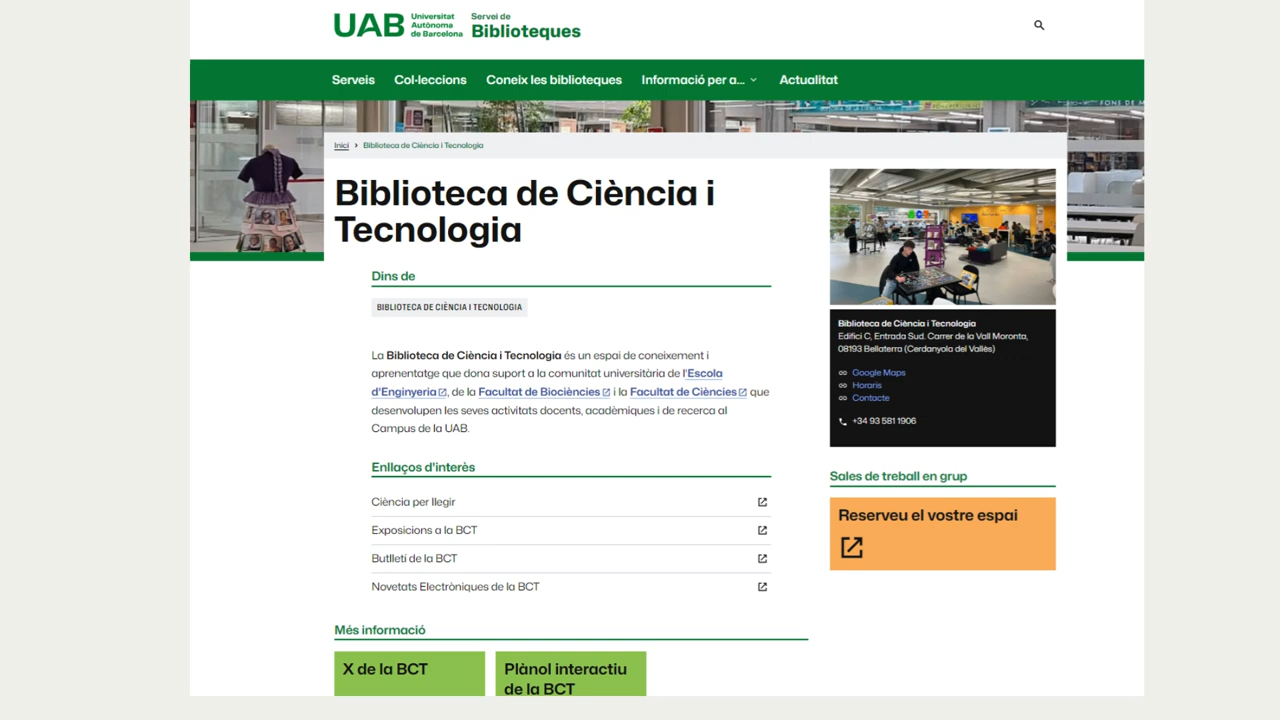 UAB
Universitat
Autònoma
de Barcelona
Servei de
Biblioteques
Serveis
Col·leccions
Coneix les biblioteques
Informació per a...
Actualitat
Inici > Biblioteca de Ciència i Tecnologia
Biblioteca de Ciència i
Tecnologia
Dins de
BIBLIOTECA DE CIÈNCIA I TECNOLOGIA
La Biblioteca de Ciència i Tecnologia és un espai de coneixement i
aprenentatge que dona suport a la comunitat universitària de l'Escola
d'Enginyeria, de la Facultat de Biociències i la Facultat de Ciències que
desenvolupen les seves activitats docents, acadèmiques i de recerca al
Campus de la UAB.
Enllaços d'interès
Ciència per llegir
Exposicions a la BCT
Butlletí de la BCT
Novetats Electròniques de la BCT
Més informació
X de la BCT
Plànol interactiu
de la BCT
Biblioteca de Ciència i Tecnologia
Edifici C, Entrada Sud. Carrer de la Vall Moronta,
08193 Bellaterra (Cerdanyola del Vallès)
Google Maps
Horaris
Contacte
+34 93 581 1906
Sales de treball en grup
Reserveu el vostre espai